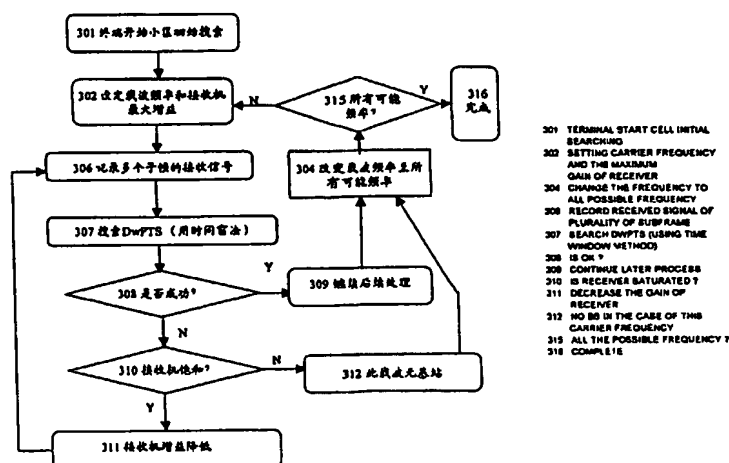 301 终端开始小区初始搜索
302 设定载波频率和接收机
最大增益
N
315 所有可能
频率?
Y
316
完成
306 记录多个子帧的接收信号
304 改变载波频率至所
有可能频率
307 搜索DwPTS(用时间窗法)
308 是否成功?
Y
309 继续后续处理
N
310 接收机饱和?
N
312 此载波无基站
Y
311 接收机增益降低
301 TERMINAL START CELL INITIAL
SEARCHING
302 SETTING CARRIER FREQUENCY
AND THE MAXIMUM
GAIN OF RECEIVER
304 CHANGE THE FREQUENCY TO
ALL POSSIBLE FREQUENCY
306 RECORD RECEIVED SIGNAL OF
PLURALITY OF SUBFRAME
307 SEARCH DWPTS (USING TIME
WINDOW METHOD)
308 IS OK ?
309 CONTINUE LATER PROCESS
310 IS RECEIVER SATURATED ?
311 DECREASE THE GAIN OF
RECEIVER
312 NO BS IN THE CASE OF THIS
CARRIER FREQUENCY
315 ALL THE POSSIBLE FREQUENCY ?
316 COMPLETE